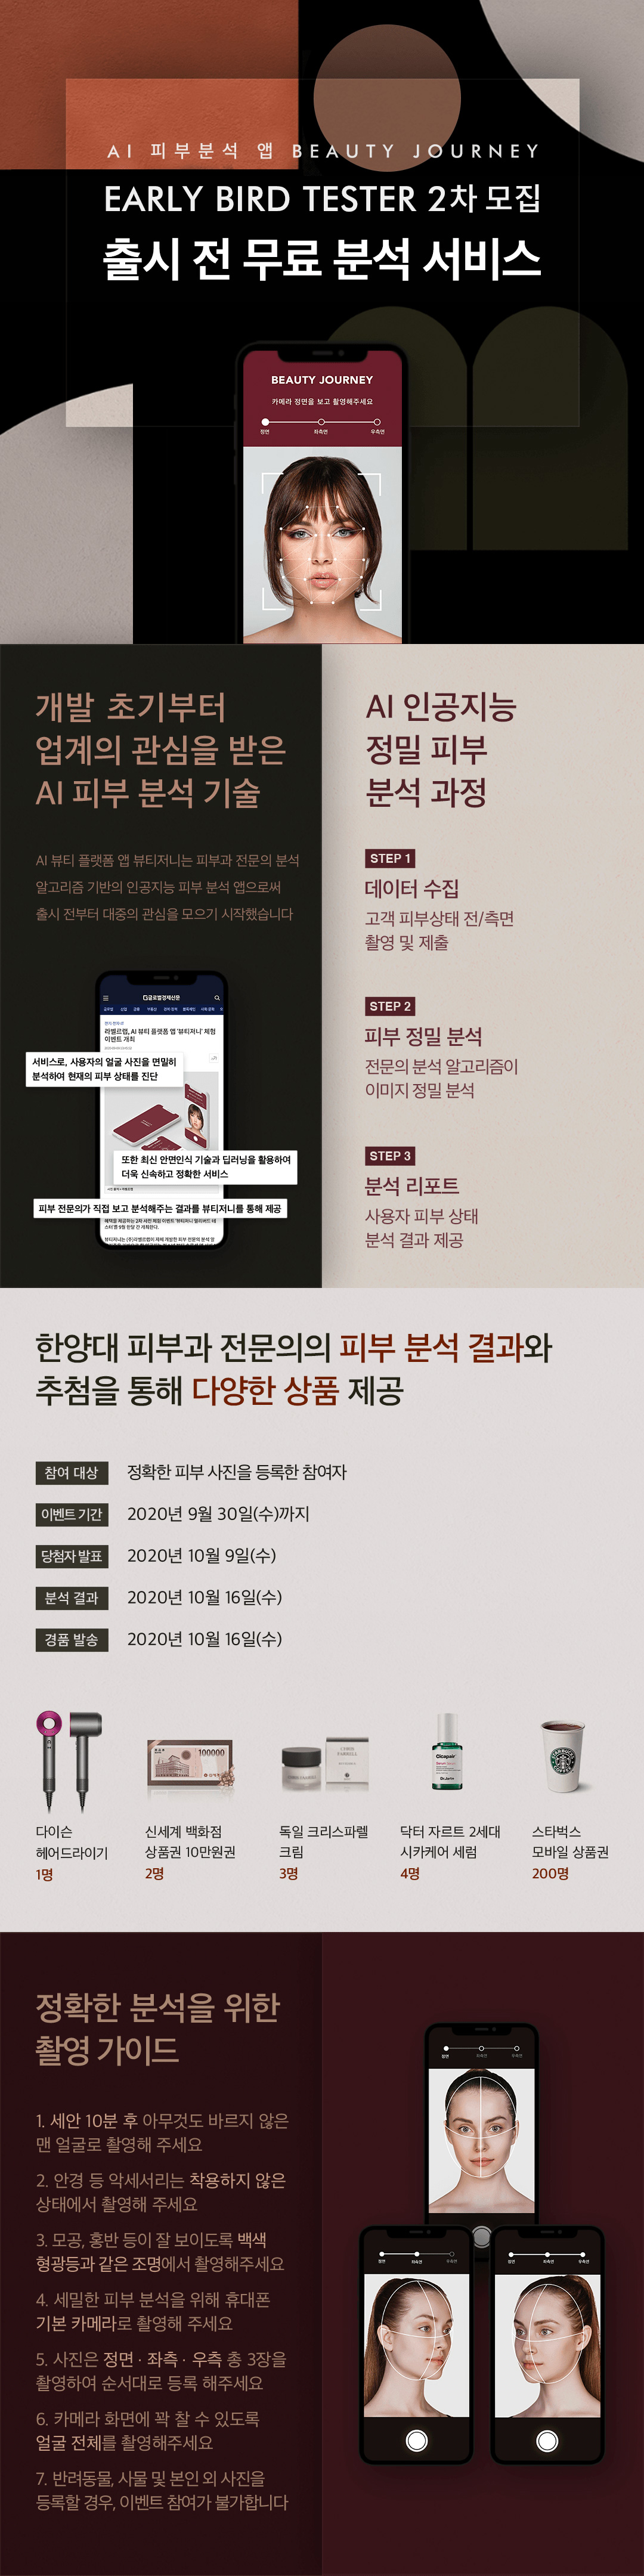 AI 피부분석 앱 BEAUTY JOURNEY
EARLY BIRD TESTER 2차 모집
출시 전 무료 분석 서비스
BEAUTY JOURNEY
카메라 정면을 보고 촬영해주세요
정면 좌측면 우측면
개발 초기부터
업계의 관심을 받은
AI 피부 분석 기술
AI 뷰티 플랫폼 앱 뷰티저니는 피부과 전문의 분석
알고리즘 기반의 인공지능 피부 분석 앱으로써
출시 전부터 대중의 관심을 모으기 시작했습니다
글로벌경제신문
라벨르랩, AI 뷰티 플랫폼 앱 '뷰티저니' 체험
이벤트 개최
서비스로, 사용자의 얼굴 사진을 면밀히
분석하여 현재의 피부 상태를 진단
또한 최신 안면인식 기술과 딥러닝을 활용하여
더욱 신속하고 정확한 서비스
피부 전문의가 직접 보고 분석해주는 결과를 뷰티저니를 통해 제공
AI 인공지능
정밀 피부
분석 과정
STEP 1
데이터 수집
고객 피부상태 전/측면
촬영 및 제출
STEP 2
피부 정밀 분석
전문의 분석 알고리즘이
이미지 정밀 분석
STEP 3
분석 리포트
사용자 피부 상태
분석 결과 제공
한양대 피부과 전문의의 피부 분석 결과와
추첨을 통해 다양한 상품 제공
참여 대상 정확한 피부 사진을 등록한 참여자
이벤트 기간 2020년 9월 30일(수)까지
당첨자 발표 2020년 10월 9일(수)
분석 결과 2020년 10월 16일(수)
경품 발송 2020년 10월 16일(수)
100000
Cicapair
Dr.Jart+
다이슨
헤어드라이기
1명
신세계 백화점
상품권 10만원권
2명
독일 크리스파렐
크림
3명
닥터 자르트 2세대
시카케어 세럼
4명
스타벅스
모바일 상품권
200명
정확한 분석을 위한
촬영 가이드
1. 세안 10분 후 아무것도 바르지 않은
맨 얼굴로 촬영해 주세요
2. 안경 등 악세서리는 착용하지 않은
상태에서 촬영해 주세요
3. 모공, 홍반 등이 잘 보이도록 백색
형광등과 같은 조명에서 촬영해주세요
4. 세밀한 피부 분석을 위해 휴대폰
기본 카메라로 촬영해 주세요
5. 사진은 정면 · 좌측 · 우측 총 3장을
촬영하여 순서대로 등록 해주세요
6. 카메라 화면에 꽉 찰 수 있도록
얼굴 전체를 촬영해주세요
7. 반려동물, 사물 및 본인 외 사진을
등록할 경우, 이벤트 참여가 불가합니다
정면 좌측면 우측면
정면 좌측면 우측면
정면 좌측면 우측면